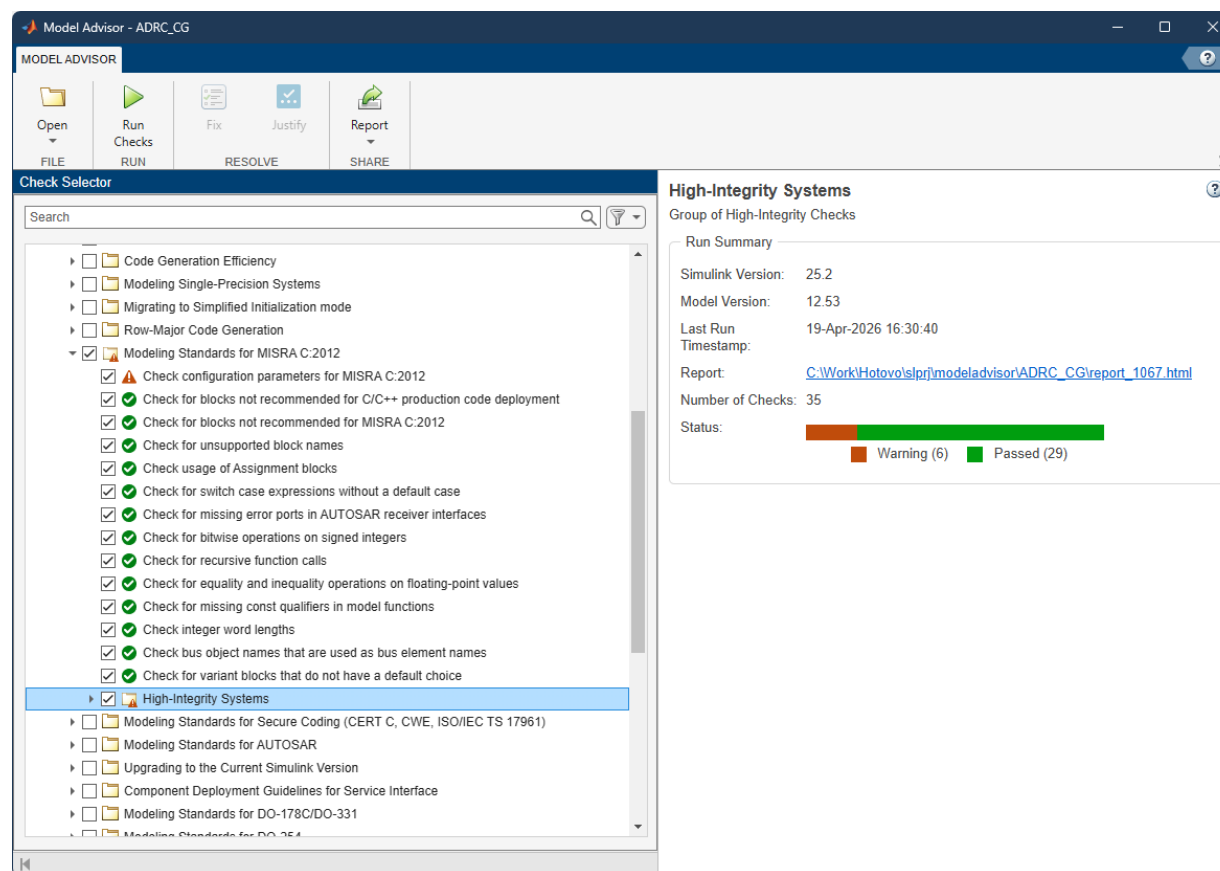 Model Advisor - ADRC_CG
MODEL ADVISOR
Open
Run Checks
Fix
Justify
Report
FILE
RUN
RESOLVE
SHARE
Check Selector
Search
Code Generation Efficiency
Modeling Single-Precision Systems
Migrating to Simplified Initialization mode
Row-Major Code Generation
Modeling Standards for MISRA C:2012
Check configuration parameters for MISRA C:2012
Check for blocks not recommended for C/C++ production code deployment
Check for blocks not recommended for MISRA C:2012
Check for unsupported block names
Check usage of Assignment blocks
Check for switch case expressions without a default case
Check for missing error ports in AUTOSAR receiver interfaces
Check for bitwise operations on signed integers
Check for recursive function calls
Check for equality and inequality operations on floating-point values
Check for missing const qualifiers in model functions
Check integer word lengths
Check bus object names that are used as bus element names
Check for variant blocks that do not have a default choice
High-Integrity Systems
Modeling Standards for Secure Coding (CERT C, CWE, ISO/IEC TS 17961)
Modeling Standards for AUTOSAR
Upgrading to the Current Simulink Version
Component Deployment Guidelines for Service Interface
Modeling Standards for DO-178C/DO-331
Modeling Standards for DO-254
High-Integrity Systems
Group of High-Integrity Checks
Run Summary
Simulink Version: 25.2
Model Version: 12.53
Last Run Timestamp: 19-Apr-2026 16:30:40
Report: C:\Work\Hotovo\slprj\modeladvisor\ADRC_CG\report_1067.html
Number of Checks: 35
Status:
Warning (6) Passed (29)